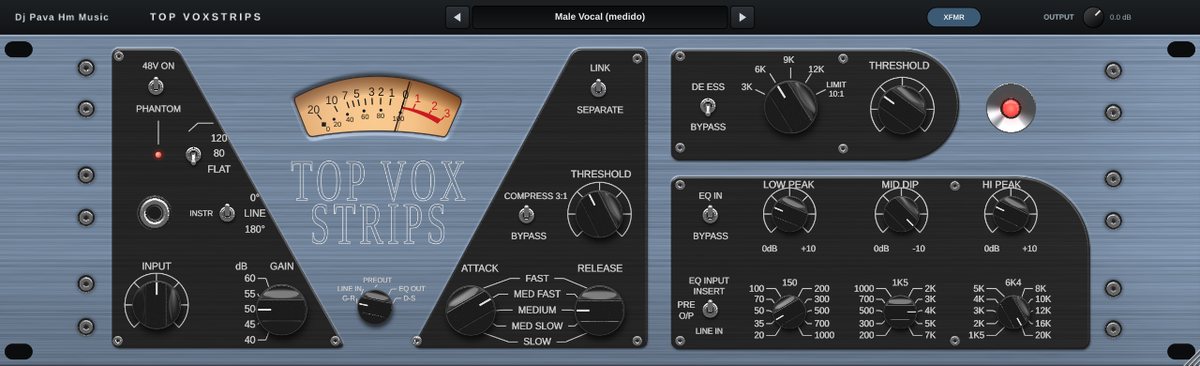 Dj Pava Hm Music
TOP VOXSTRIPS
Male Vocal (medido)
XFMR
OUTPUT
0.0 dB
48V ON
PHANTOM
120
80
FLAT
INSTR
0°
LINE
180°
INPUT
dB
GAIN
60
55
50
45
40
20 10 7 5 3 2 1 0 1 2 3
0 20 40 60 80 100
TOP VOX
STRIPS
PREOUT
LINE IN
EQ OUT
G-R
D-S
LINK
SEPARATE
THRESHOLD
COMPRESS 3:1
BYPASS
ATTACK
RELEASE
FAST
MED FAST
MEDIUM
MED SLOW
SLOW
DE ESS
BYPASS
3K
6K
9K
12K
LIMIT
10:1
THRESHOLD
EQ IN
BYPASS
LOW PEAK
0dB +10
MID DIP
0dB -10
HI PEAK
0dB +10
EQ INPUT
INSERT
PRE
O/P
LINE IN
150
100 200
70 300
50 500
35 700
20 1000
1K5
1000 2K
700 3K
500 4K
300 5K
200 7K
6K4
5K 8K
4K 10K
3K 12K
2K 16K
1K5 20K